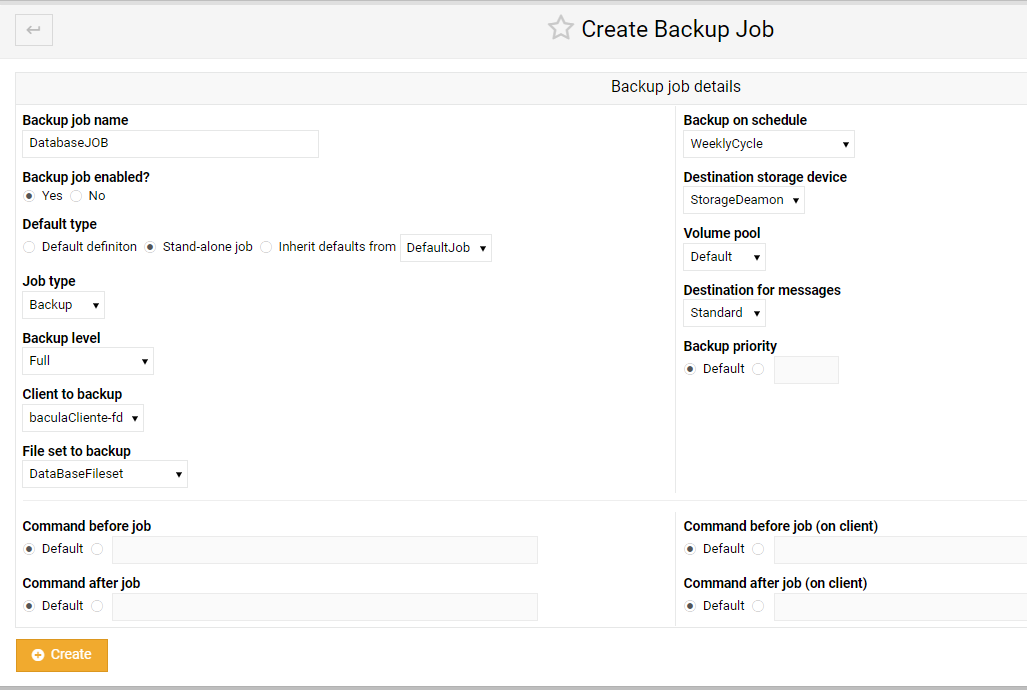 Create Backup Job
Backup job details
Backup job name
DatabaseJOB
Backup job enabled?
Yes No
Default type
Default definiton Stand-alone job Inherit defaults from DefaultJob
Job type
Backup
Backup level
Full
Client to backup
baculaCliente-fd
File set to backup
DataBaseFileset
Backup on schedule
WeeklyCycle
Destination storage device
StorageDeamon
Volume pool
Default
Destination for messages
Standard
Backup priority
Default
Command before job
Default
Command after job
Default
Command before job (on client)
Default
Command after job (on client)
Default
Create